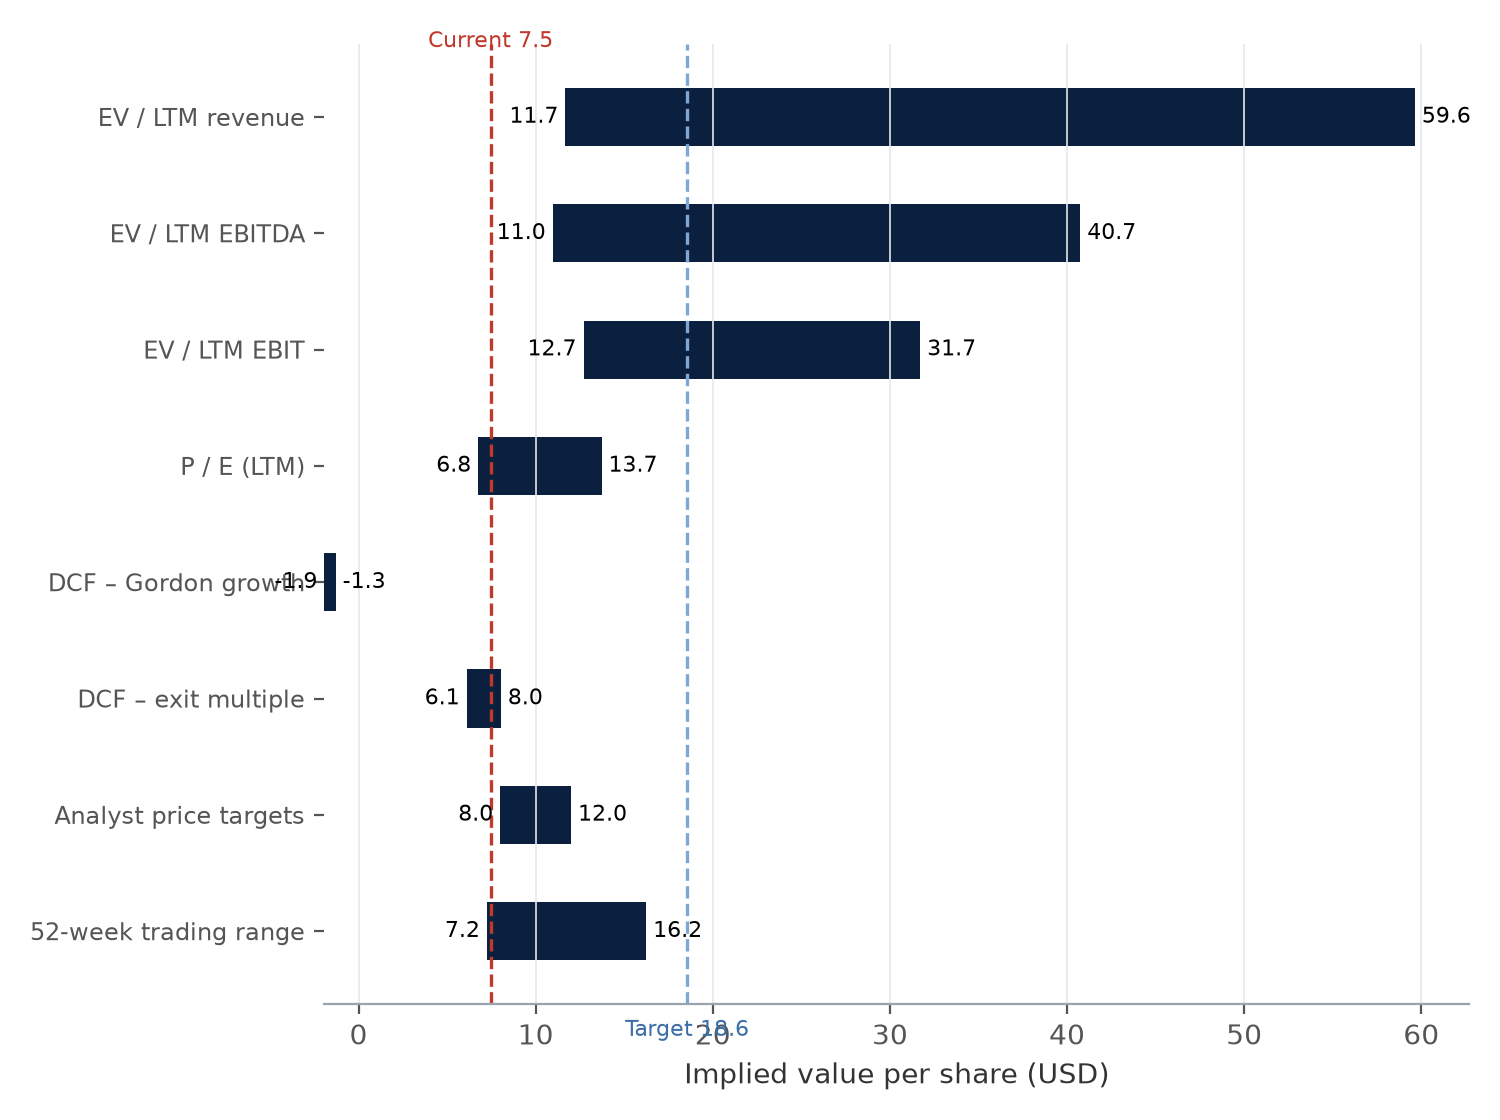 Current 7.5
EV / LTM revenue 11.7 59.6
EV / LTM EBITDA 11.0 40.7
EV / LTM EBIT 12.7 31.7
P / E (LTM) 6.8 13.7
DCF – Gordon growth -1.9 -1.3
DCF – exit multiple 6.1 8.0
Analyst price targets 8.0 12.0
52-week trading range 7.2 16.2
Target 18.6
0 10 20 30 40 50 60
Implied value per share (USD)